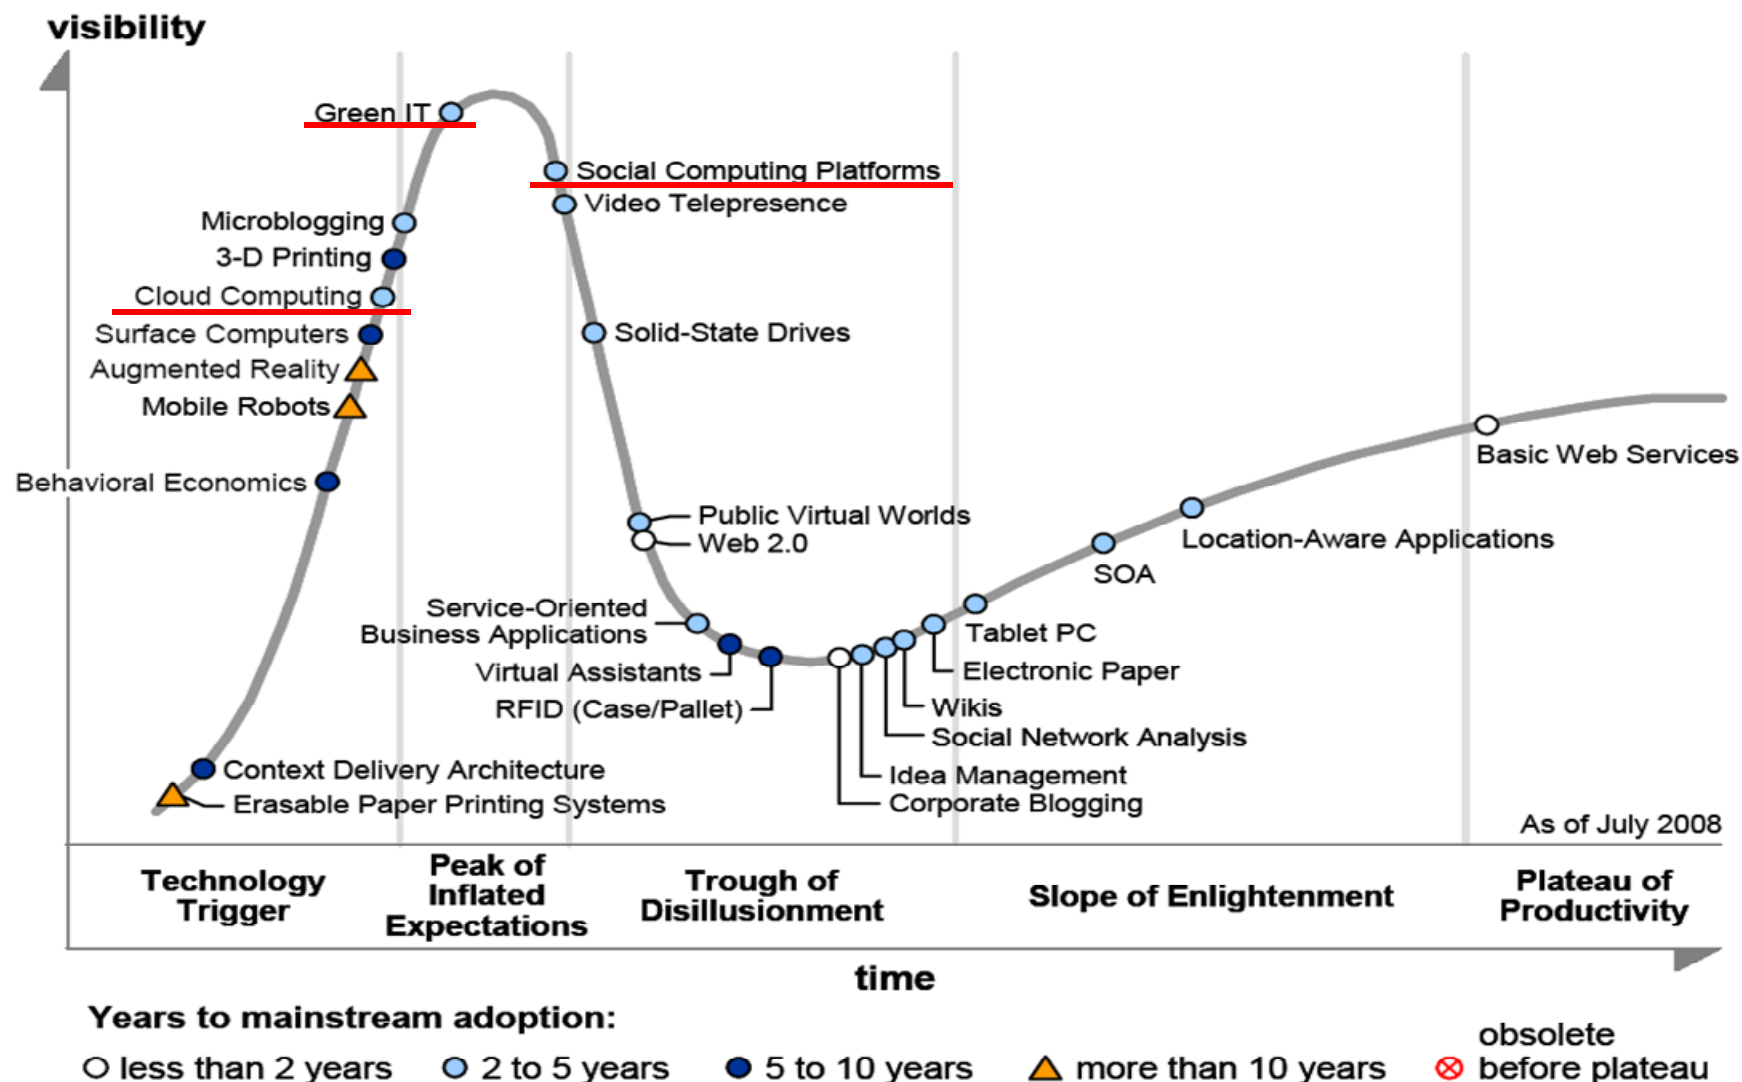 visibility
Green IT
Social Computing Platforms
Video Telepresence
Microblogging
3-D Printing
Cloud Computing
Surface Computers
Solid-State Drives
Augmented Reality
Mobile Robots
Basic Web Services
Behavioral Economics
Public Virtual Worlds
Web 2.0
Location-Aware Applications
SOA
Service-Oriented
Business Applications
Tablet PC
Virtual Assistants
Electronic Paper
RFID (Case/Pallet)
Wikis
Social Network Analysis
Context Delivery Architecture
Idea Management
Erasable Paper Printing Systems
Corporate Blogging
As of July 2008
Technology
Trigger
Peak of
Inflated
Expectations
Trough of
Disillusionment
Slope of Enlightenment
Plateau of
Productivity
time
Years to mainstream adoption:
less than 2 years
2 to 5 years
5 to 10 years
more than 10 years
obsolete
before plateau